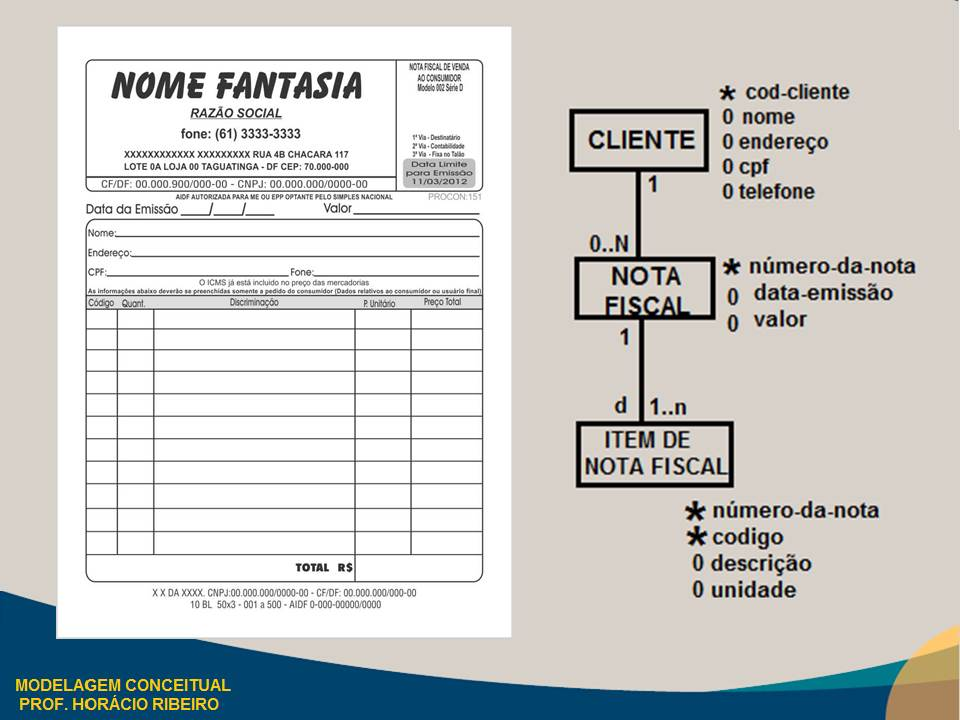 NOME FANTASIA
RAZÃO SOCIAL
fone: (61) 3333-3333
XXXXXXXXXXXX XXXXXXXXX RUA 4B CHACARA 117
LOTE 0A LOJA 00 TAGUATINGA - DF CEP: 70.000-000
CF/DF: 00.000.900/000-00 - CNPJ: 00.000.000/0000-00
NOTA FISCAL DE VENDA
AO CONSUMIDOR
Modelo 002 Série D
1ª Via - Destinatário
2ª Via - Contabilidade
3ª Via - Fixa no Talão
Data Limite
para Emissão
11/03/2012
AIDF AUTORIZADA PARA ME OU EPP OPTANTE PELO SIMPLES NACIONAL
PROCON:151
Data da Emissão ____/____/____ Valor____________________
Nome:
Endereço:
CPF: Fone:
O ICMS já está incluido no preço das mercadorias
As informações abaixo deverão se preenchidas somente a pedido do consumidor (Dados relativos ao consumidor ou usuário final)
Código Quant. Discriminação P. Unitário Preço Total
TOTAL R$
X X DA XXXX. CNPJ:00.000.000/0000-00 - CF/DF: 00.000.000/000-00
10 BL 50x3 - 001 a 500 - AIDF 0-000-00000/0000
CLIENTE
* cod-cliente
0 nome
0 endereço
0 cpf
0 telefone
1
0..N
NOTA
FISCAL
* número-da-nota
0 data-emissão
0 valor
1
d 1..n
ITEM DE
NOTA FISCAL
* número-da-nota
* codigo
0 descrição
0 unidade
MODELAGEM CONCEITUAL
PROF. HORÁCIO RIBEIRO